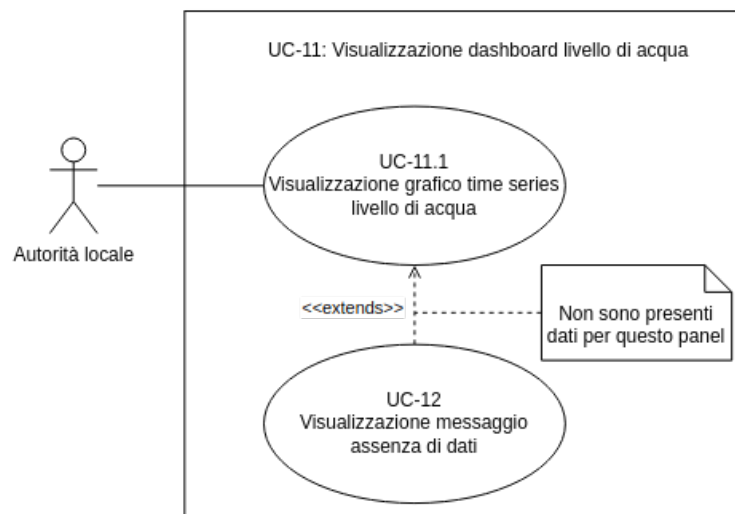 UC-11: Visualizzazione dashboard livello di acqua
UC-11.1
Visualizzazione grafico time series
livello di acqua
Autorità locale
<<extends>>
Non sono presenti
dati per questo panel
UC-12
Visualizzazione messaggio
assenza di dati